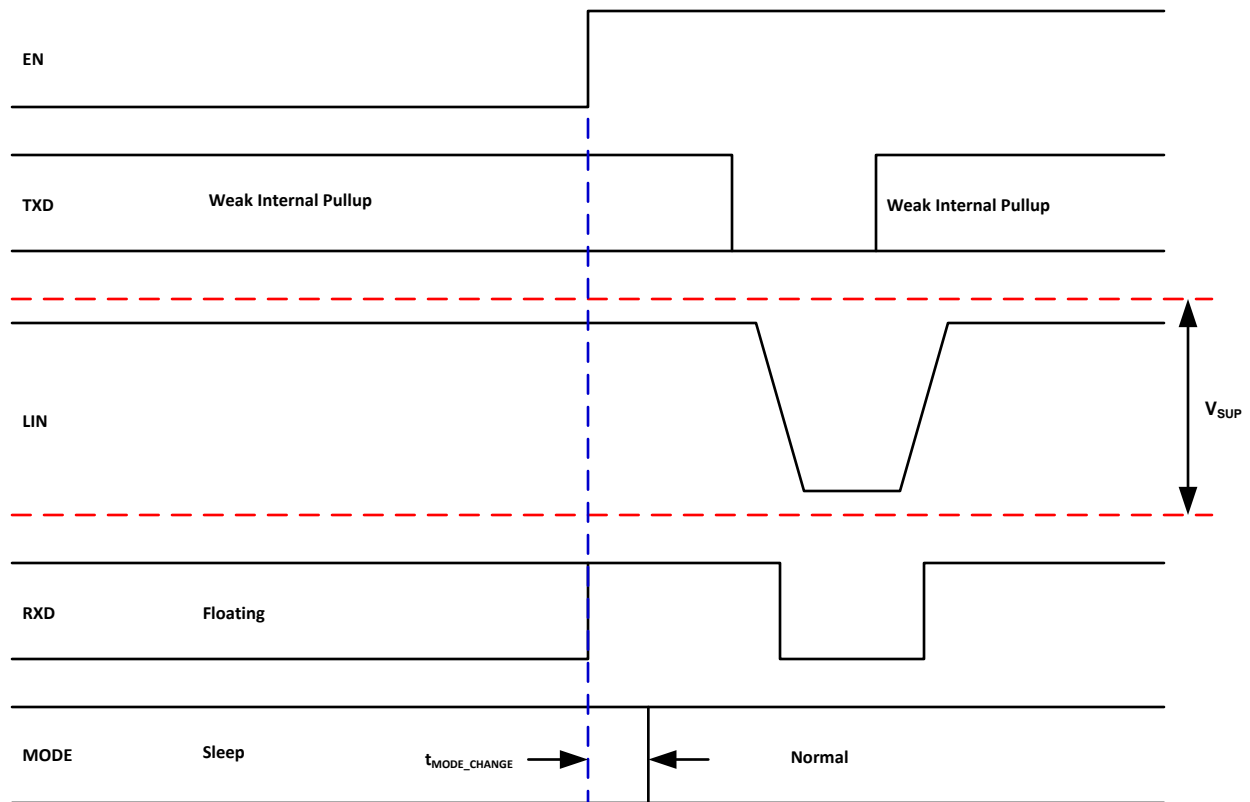 EN
TXD
Weak Internal Pullup
Weak Internal Pullup
LIN
VSUP
RXD
Floating
MODE
Sleep
tMODE_CHANGE
Normal